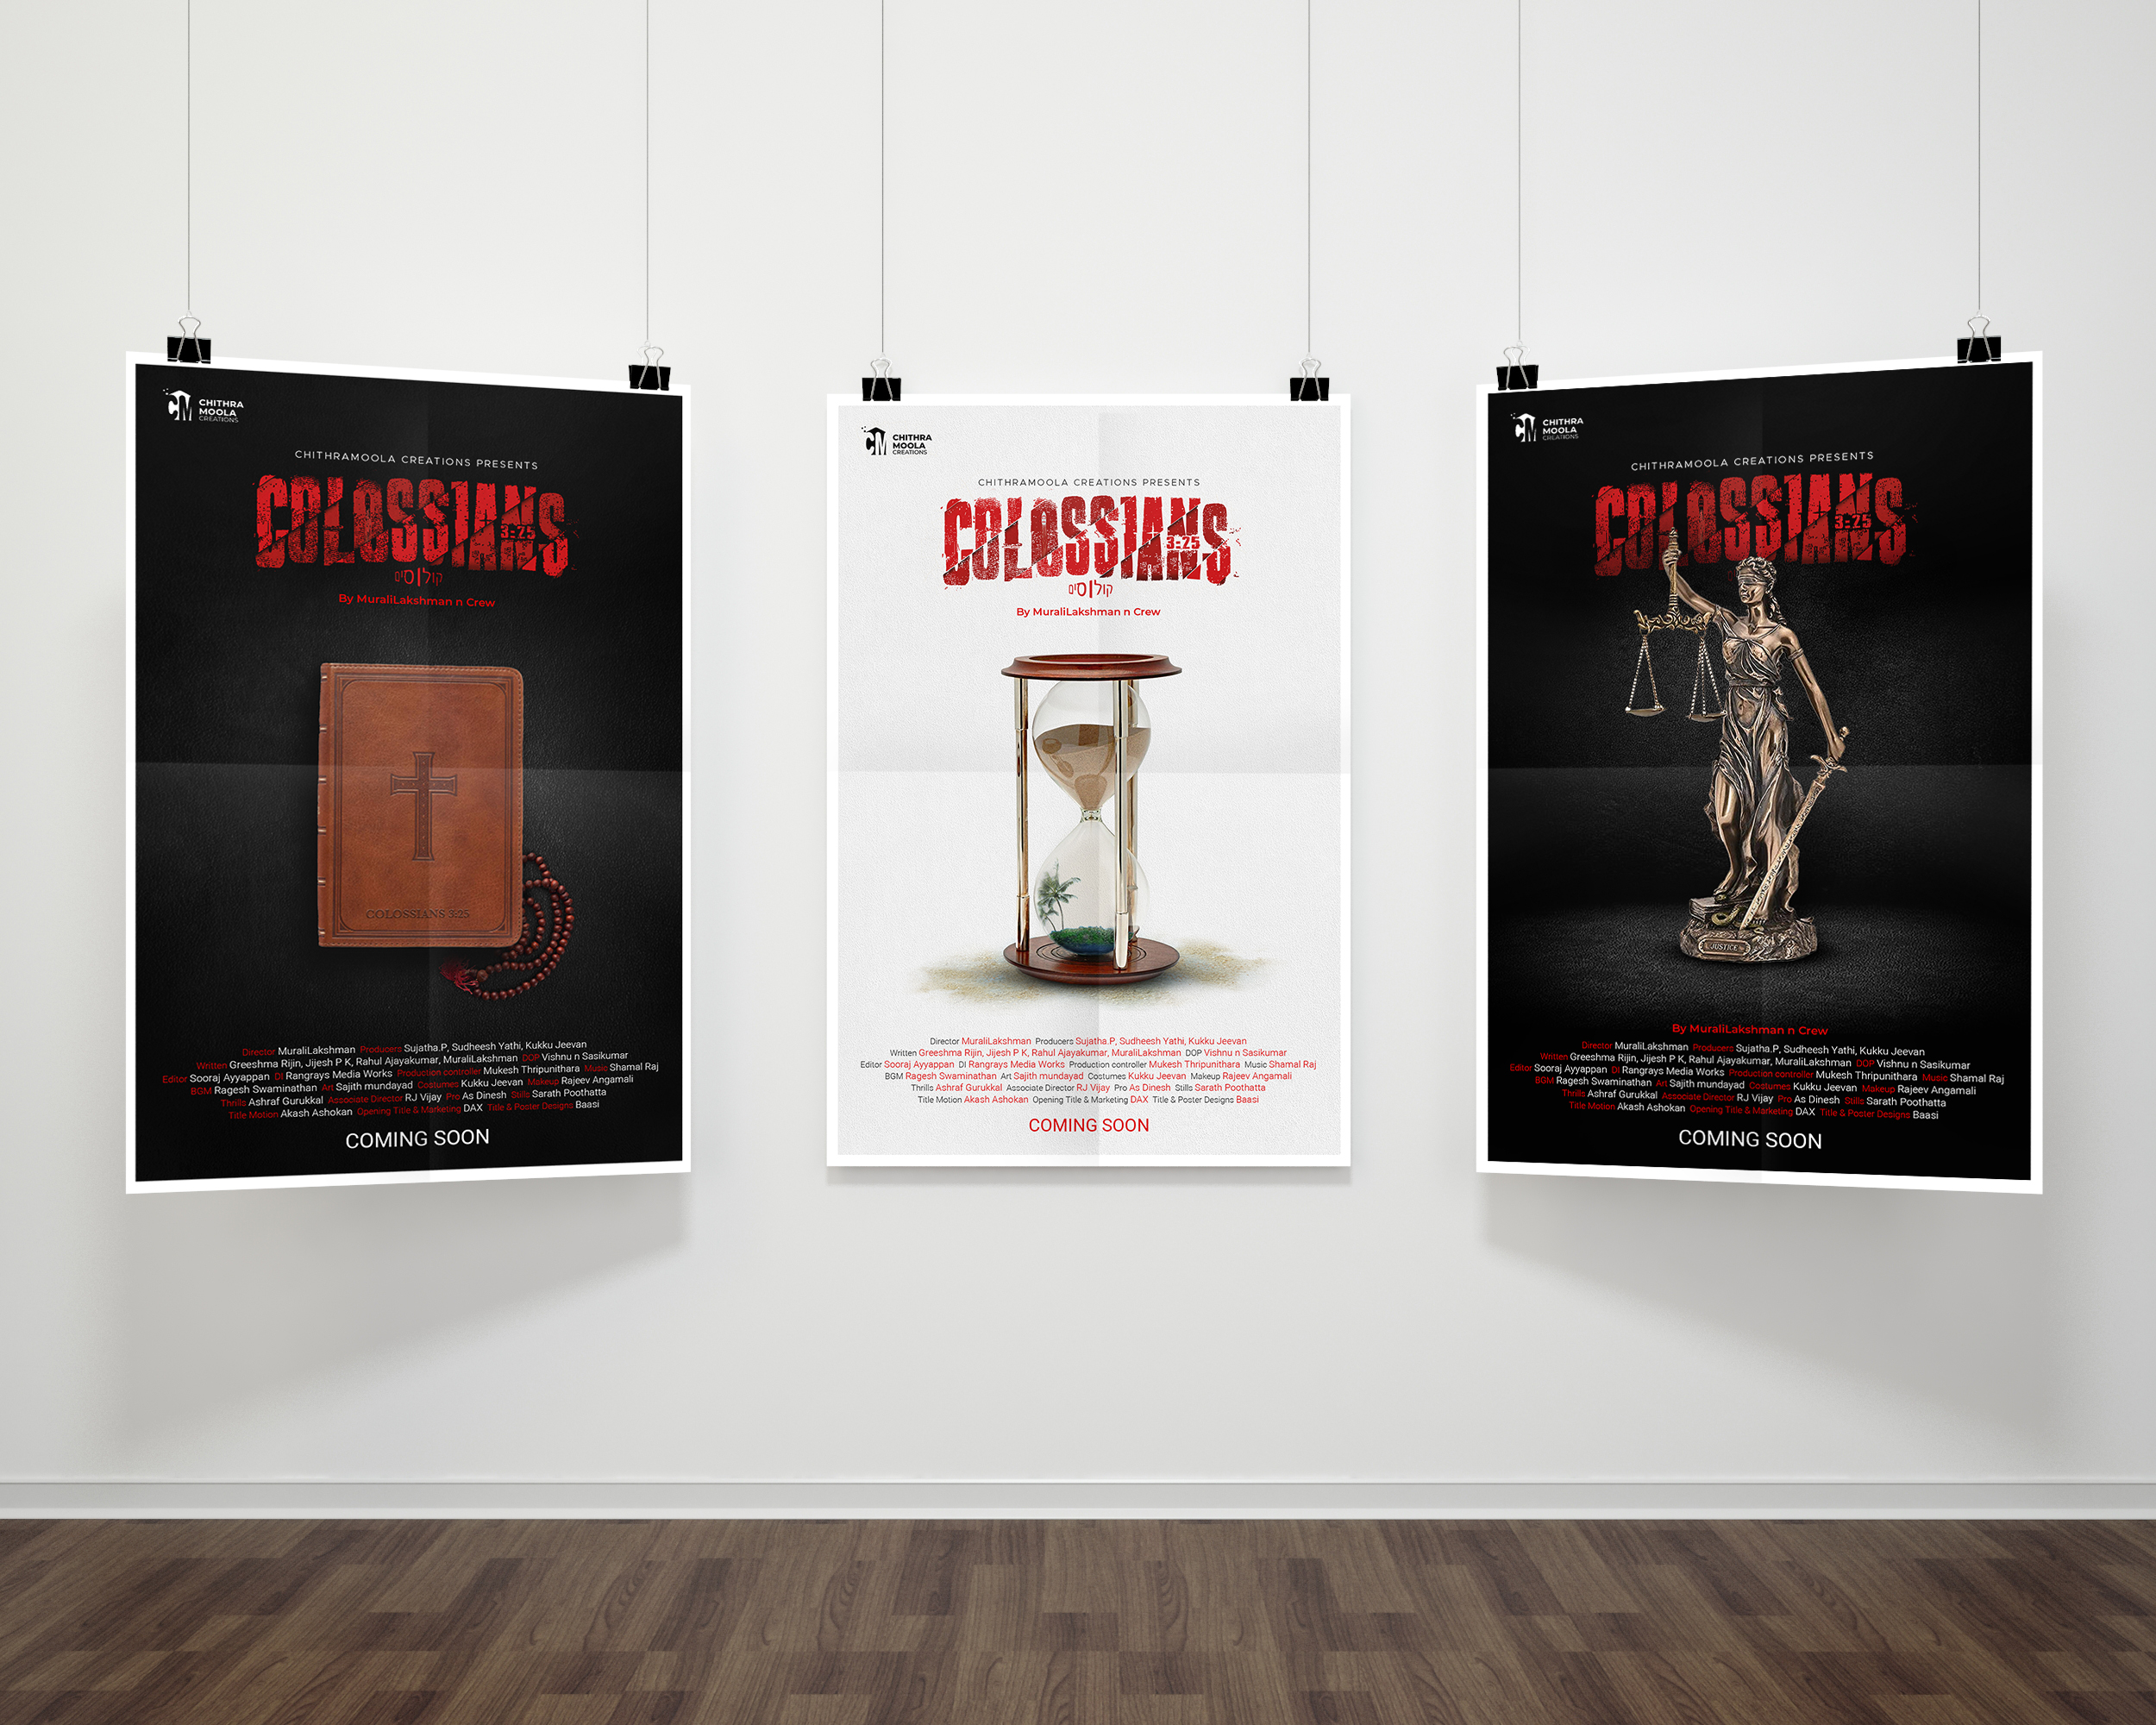 CHITHRA
MOOLA
CREATIONS
CHITHRAMOOLA CREATIONS PRESENTS
COLOSSIANS
3:25
קולוסים
By MuraliLakshman n Crew
COLOSSIANS 3:25
Director MuraliLakshman Producers Sujatha.P, Sudheesh Yathi, Kukku Jeevan
Written Greeshma Rijin, Jijesh P K, Rahul Ajayakumar, MuraliLakshman DOP Vishnu n Sasikumar
Editor Sooraj Ayyappan DI Rangrays Media Works Production controller Mukesh Thripunithara Music Shamal Raj
BGM Ragesh Swaminathan Art Sajith mundayad Costumes Kukku Jeevan Makeup Rajeev Angamali
Thrills Ashraf Gurukkal Associate Director RJ Vijay Pro As Dinesh Stills Sarath Poothatta
Title Motion Akash Ashokan Opening Title & Marketing DAX Title & Poster Designs Baasi
COMING SOON
CHITHRA
MOOLA
CREATIONS
CHITHRAMOOLA CREATIONS PRESENTS
COLOSSIANS
3:25
קולוסים
By MuraliLakshman n Crew
Director MuraliLakshman Producers Sujatha.P, Sudheesh Yathi, Kukku Jeevan
Written Greeshma Rijin, Jijesh P K, Rahul Ajayakumar, MuraliLakshman DOP Vishnu n Sasikumar
Editor Sooraj Ayyappan DI Rangrays Media Works Production controller Mukesh Thripunithara Music Shamal Raj
BGM Ragesh Swaminathan Art Sajith mundayad Costumes Kukku Jeevan Makeup Rajeev Angamali
Thrills Ashraf Gurukkal Associate Director RJ Vijay Pro As Dinesh Stills Sarath Poothatta
Title Motion Akash Ashokan Opening Title & Marketing DAX Title & Poster Designs Baasi
COMING SOON
CHITHRA
MOOLA
CREATIONS
CHITHRAMOOLA CREATIONS PRESENTS
COLOSSIANS
3:25
JUSTICE
By MuraliLakshman n Crew
Director MuraliLakshman Producers Sujatha.P, Sudheesh Yathi, Kukku Jeevan
Written Greeshma Rijin, Jijesh P K, Rahul Ajayakumar, MuraliLakshman DOP Vishnu n Sasikumar
Editor Sooraj Ayyappan DI Rangrays Media Works Production controller Mukesh Thripunithara Music Shamal Raj
BGM Ragesh Swaminathan Art Sajith mundayad Costumes Kukku Jeevan Makeup Rajeev Angamali
Thrills Ashraf Gurukkal Associate Director RJ Vijay Pro As Dinesh Stills Sarath Poothatta
Title Motion Akash Ashokan Opening Title & Marketing DAX Title & Poster Designs Baasi
COMING SOON